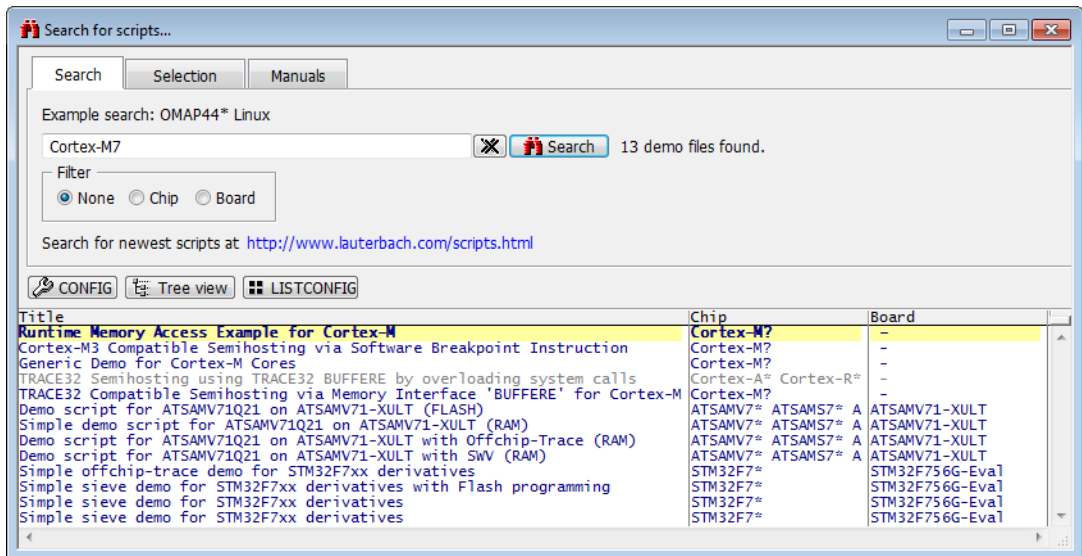 Search for scripts...
Search Selection Manuals
Example search: OMAP44* Linux
Cortex-M7 Search 13 demo files found.
Filter
None Chip Board
Search for newest scripts at http://www.lauterbach.com/scripts.html
CONFIG Tree view LISTCONFIG
Title Chip Board
Runtime Memory Access Example for Cortex-M Cortex-M? -
Cortex-M3 Compatible Semihosting via Software Breakpoint Instruction Cortex-M? -
Generic Demo for Cortex-M Cores Cortex-M? -
TRACE32 Semihosting using TRACE32 BUFFERE by overloading system calls Cortex-A* Cortex-R* -
TRACE32 Compatible Semihosting via Memory Interface 'BUFFERE' for Cortex-M Cortex-M? -
Demo script for ATSAMV71Q21 on ATSAMV71-XULT (FLASH) ATSAMV7* ATSAMS7* A ATSAMV71-XULT
Simple demo script for ATSAMV71Q21 on ATSAMV71-XULT (RAM) ATSAMV7* ATSAMS7* A ATSAMV71-XULT
Demo script for ATSAMV71Q21 on ATSAMV71-XULT with Offchip-Trace (RAM) ATSAMV7* ATSAMS7* A ATSAMV71-XULT
Demo script for ATSAMV71Q21 on ATSAMV71-XULT with SWV (RAM) ATSAMV7* ATSAMS7* A ATSAMV71-XULT
Simple offchip-trace demo for STM32F7xx derivatives STM32F7* STM32F756G-Eval
Simple sieve demo for STM32F7xx derivatives with Flash programming STM32F7* STM32F756G-Eval
Simple sieve demo for STM32F7xx derivatives STM32F7* STM32F756G-Eval
Simple sieve demo for STM32F7xx derivatives STM32F7* STM32F756G-Eval